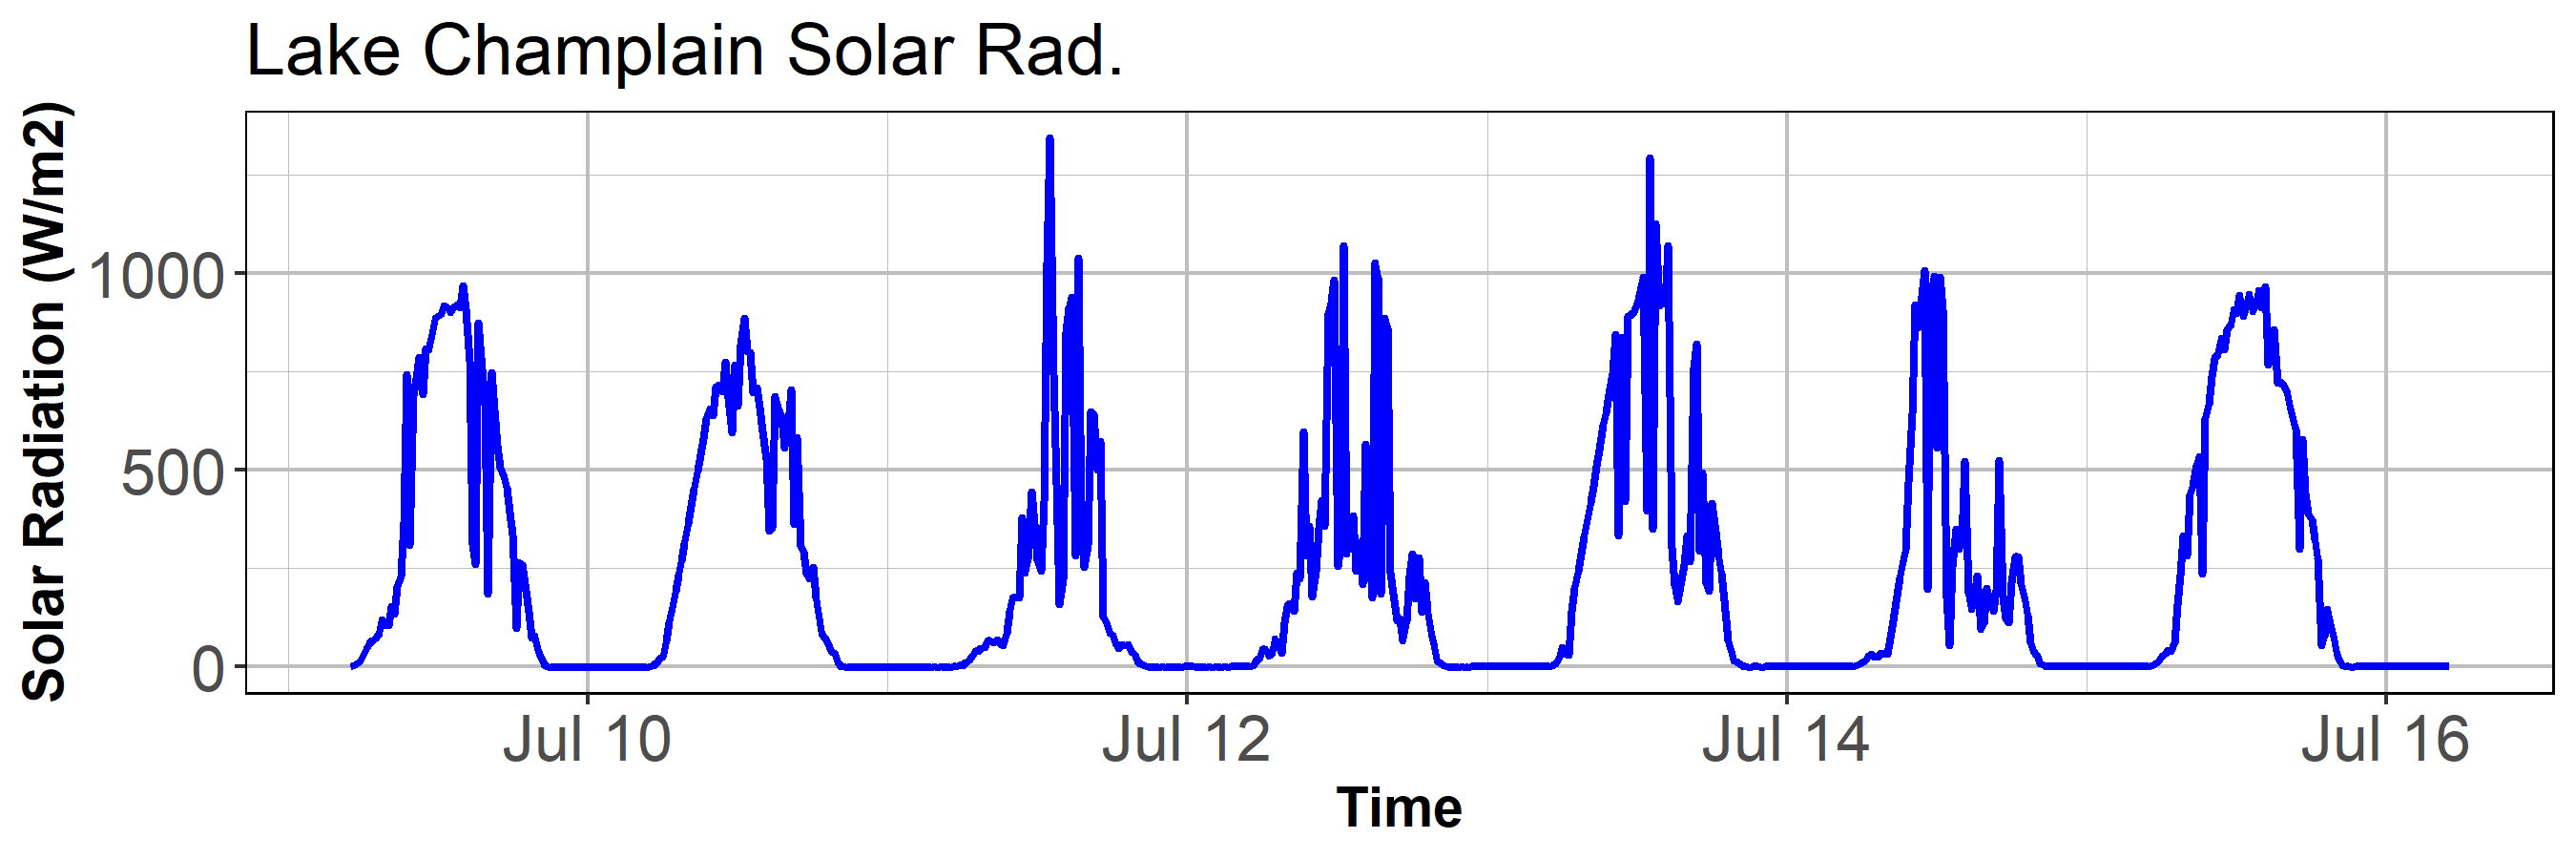 Lake Champlain Solar Rad.
Solar Radiation (W/m2)
1000
500
0
Jul 10
Jul 12
Jul 14
Jul 16
Time